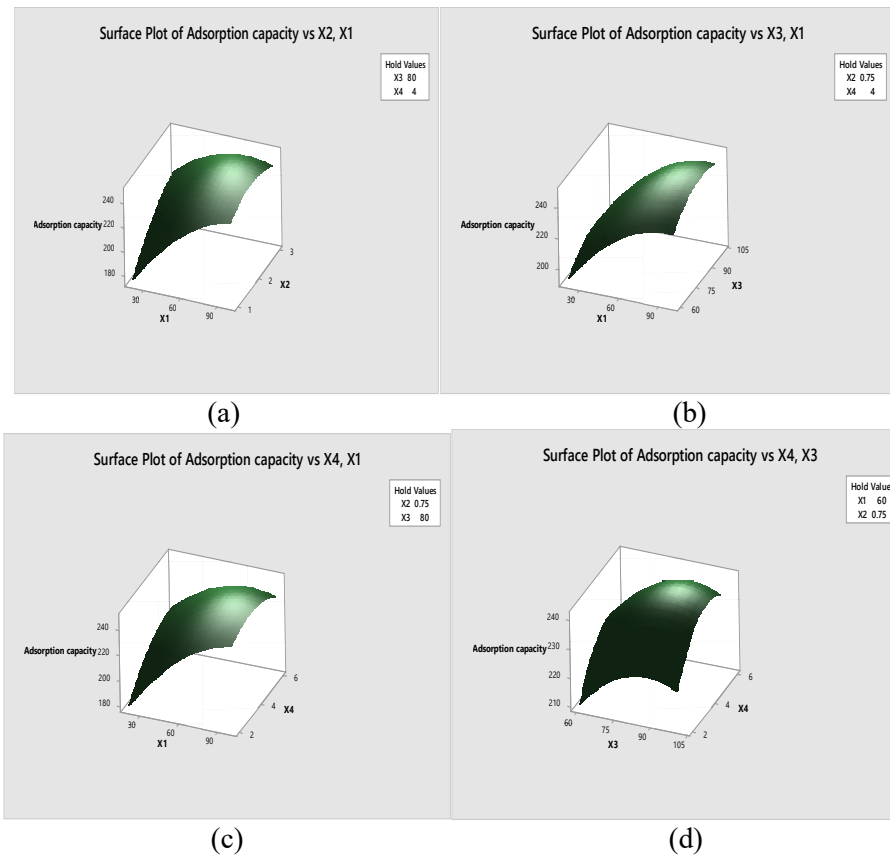 Surface Plot of Adsorption capacity vs X2, X1
Hold Values
X3 80
X4 4
240
Adsorption capacity 220
200
180
30
60
90
X1
1
2
3
X2
(a)
Surface Plot of Adsorption capacity vs X3, X1
Hold Values
X2 0.75
X4 4
240
Adsorption capacity
220
200
30
60
90
X1
60
75
90
105
X3
(b)
Surface Plot of Adsorption capacity vs X4, X1
Hold Values
X2 0.75
X3 80
240
Adsorption capacity 220
200
180
30
60
90
X1
2
4
6
X4
(c)
Surface Plot of Adsorption capacity vs X4, X3
Hold Value
X1 60
X2 0.75
240
Adsorption capacity 230
220
210
60
75
90
105
X3
2
4
6
X4
(d)